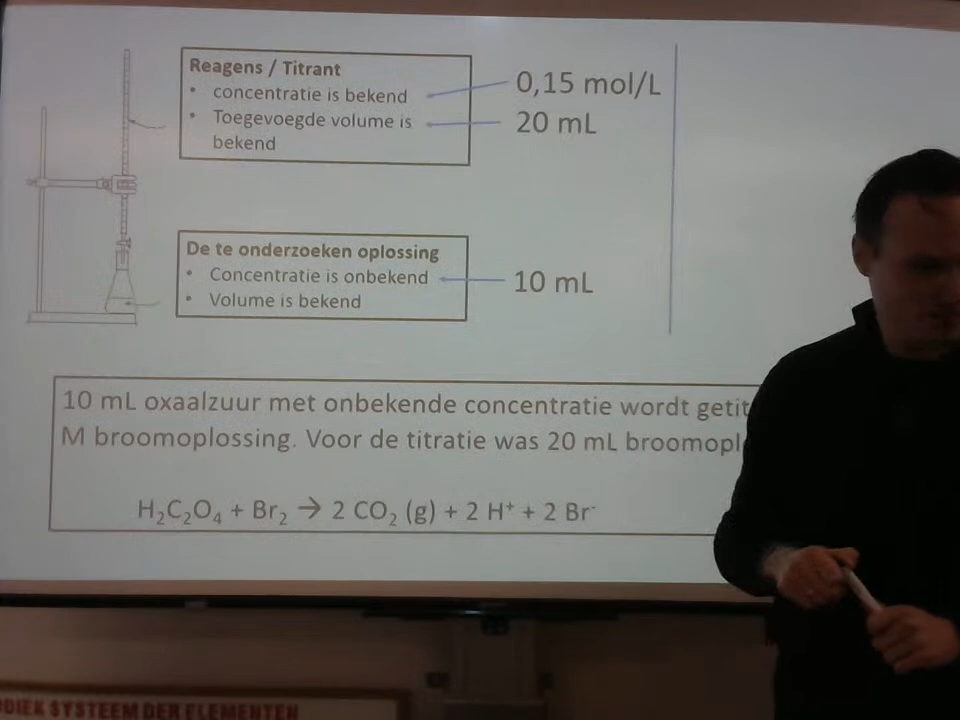 Reagens / Titrant
• concentratie is bekend
• Toegevoegde volume is
bekend
0,15 mol/L
20 mL
De te onderzoeken oplossing
• Concentratie is onbekend
• Volume is bekend
10 mL
10 mL oxaalzuur met onbekende concentratie wordt
M broomoplossing. Voor de titratie was 20 mL
H₂C₂O₄ + Br₂ → 2 CO₂ (g) + 2 H⁺ + 2 Br⁻
SYSTEEM DER ELEMENTEN